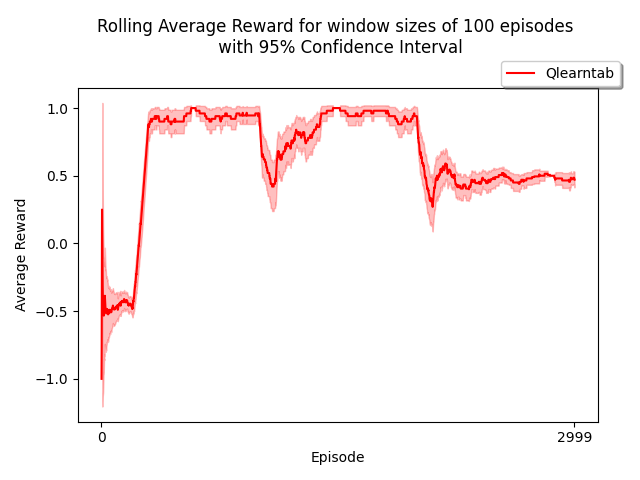 Rolling Average Reward for window sizes of 100 episodes
with 95% Confidence Interval
Qlearntab
1.0
0.5
0.0
−0.5
−1.0
Average Reward
0
2999
Episode